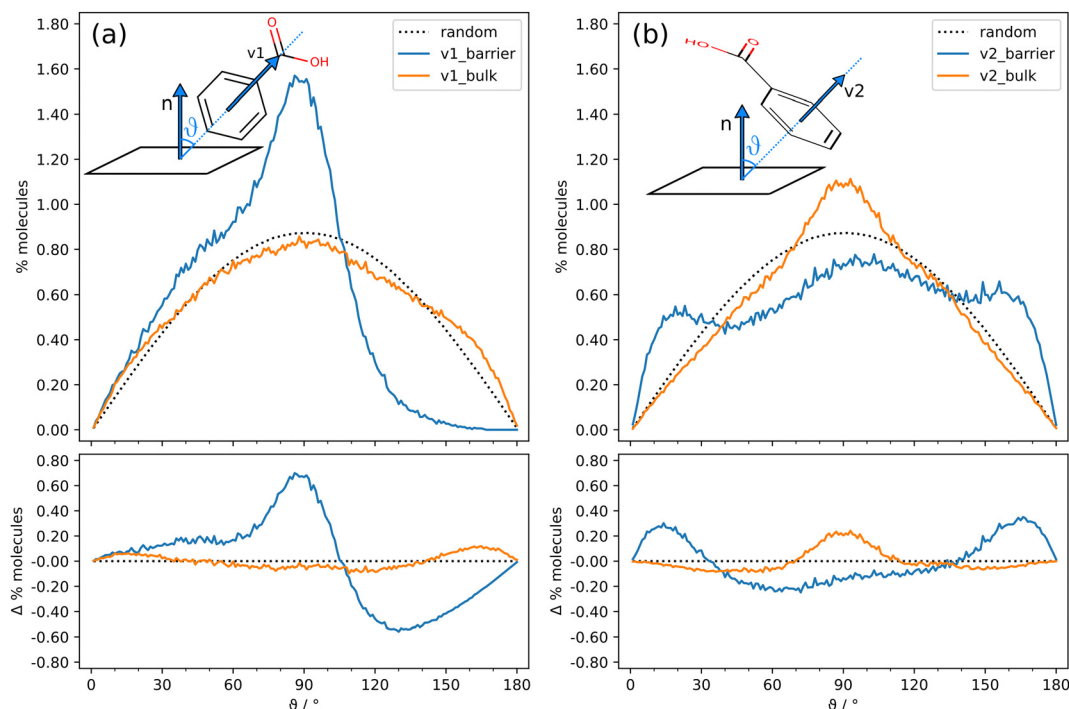 (a)
random
v1_barrier
v1_bulk
O
OH
v1
n
ϑ
% molecules
1.80
1.60
1.40
1.20
1.00
0.80
0.60
0.40
0.20
0.00
Δ % molecules
0.80
0.60
0.40
0.20
-0.00
-0.20
-0.40
-0.60
-0.80
0 30 60 90 120 150 180
ϑ / °
(b)
random
v2_barrier
v2_bulk
HO
O
v2
n
ϑ
% molecules
1.80
1.60
1.40
1.20
1.00
0.80
0.60
0.40
0.20
0.00
Δ % molecules
0.80
0.60
0.40
0.20
-0.00
-0.20
-0.40
-0.60
-0.80
0 30 60 90 120 150 180
ϑ / °